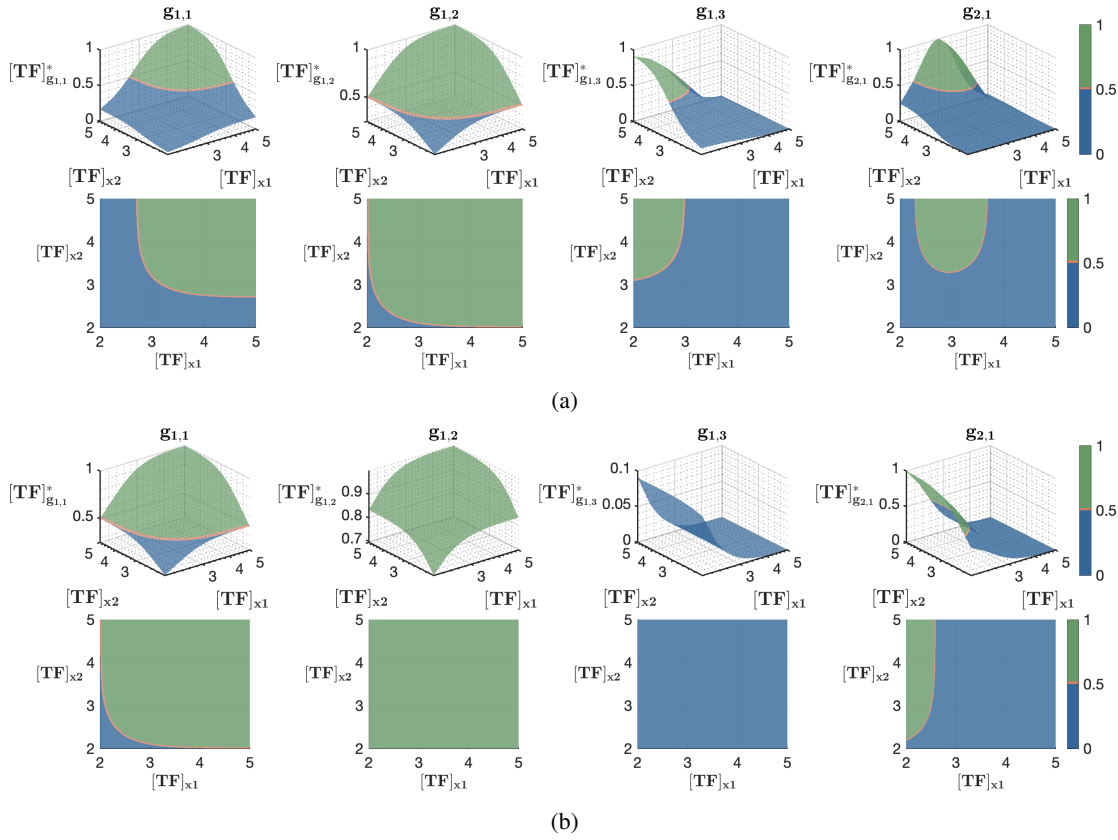 g1,1 g1,2 g1,3 g2,1
[TF]*g1,1 1 0.5 0 5 4 3 3 4 5 [TF]x2 [TF]x1
[TF]*g1,2 0.5 5 4 3 3 4 5 [TF]x2 [TF]x1
[TF]*g1,3 1 0.5 0 5 4 3 3 4 5 [TF]x2 [TF]x1
[TF]*g2,1 1 0.5 0 5 4 3 3 4 5 [TF]x2 [TF]x1
1 0.5 0
[TF]x2 5 4 3 2 2 3 4 5 [TF]x1
[TF]x2 5 4 3 2 2 3 4 5 [TF]x1
[TF]x2 5 4 3 2 2 3 4 5 [TF]x1
[TF]x2 5 4 3 2 2 3 4 5 [TF]x1
1 0.5 0
(a)
g1,1 g1,2 g1,3 g2,1
[TF]*g1,1 1 0.5 5 4 3 3 4 5 [TF]x2 [TF]x1
[TF]*g1,2 0.9 0.8 0.7 5 4 3 3 4 5 [TF]x2 [TF]x1
[TF]*g1,3 0.1 0.05 0 5 4 3 3 4 5 [TF]x2 [TF]x1
[TF]*g2,1 1 0.5 0 5 4 3 3 4 5 [TF]x2 [TF]x1
1 0.5 0
[TF]x2 5 4 3 2 2 3 4 5 [TF]x1
[TF]x2 5 4 3 2 2 3 4 5 [TF]x1
[TF]x2 5 4 3 2 2 3 4 5 [TF]x1
[TF]x2 5 4 3 2 2 3 4 5 [TF]x1
1 0.5 0
(b)